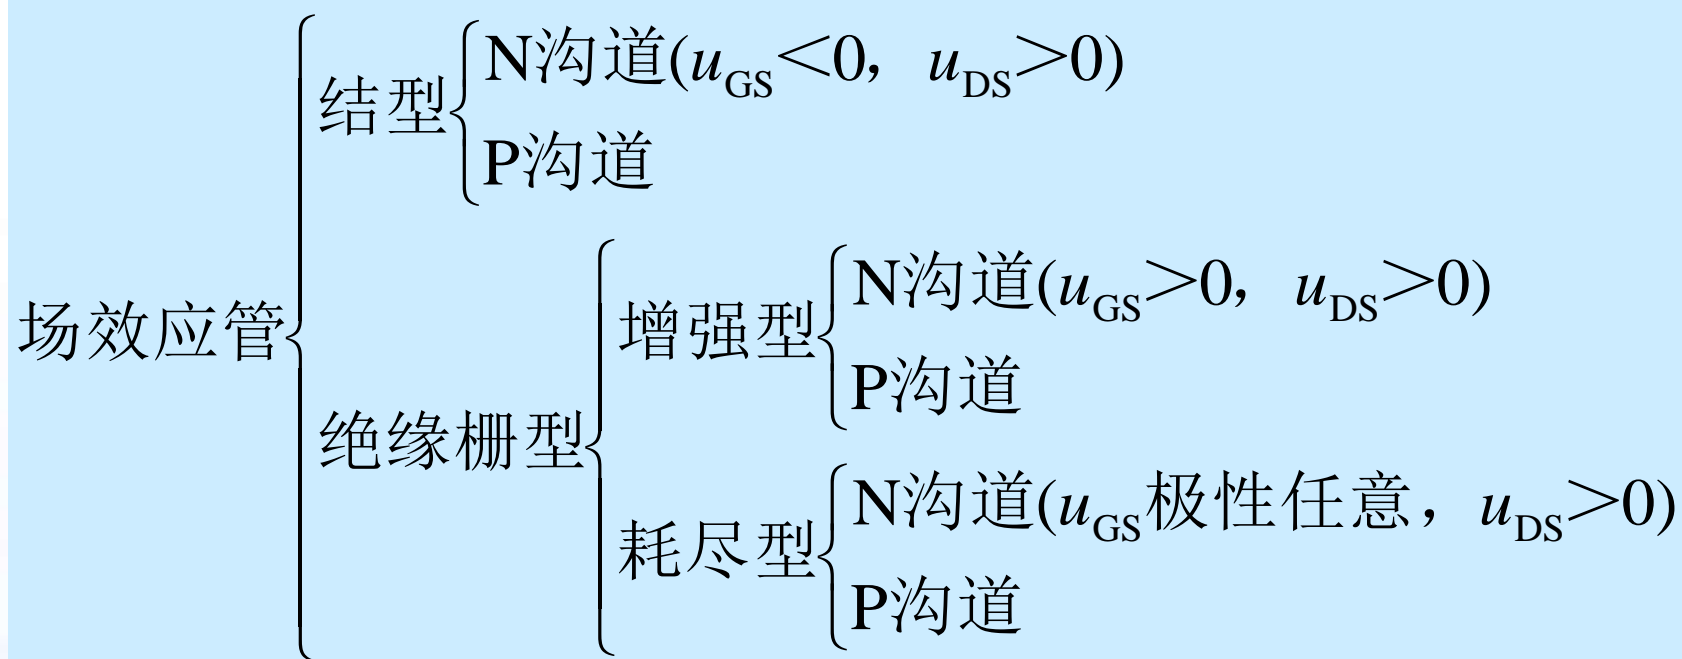 N沟道(uGS<0，uDS>0)
结型
P沟道
N沟道(uGS>0，uDS>0)
场效应管
增强型
P沟道
绝缘栅型
N沟道(uGS极性任意，uDS>0)
耗尽型
P沟道